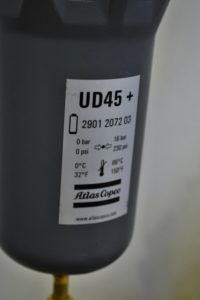 UD45 +
2901 2072 03
0 bar 16 bar
0 psi 230 psi
0°C 66°C
32°F 150°F
Atlas Copco
www.atlascopco.com